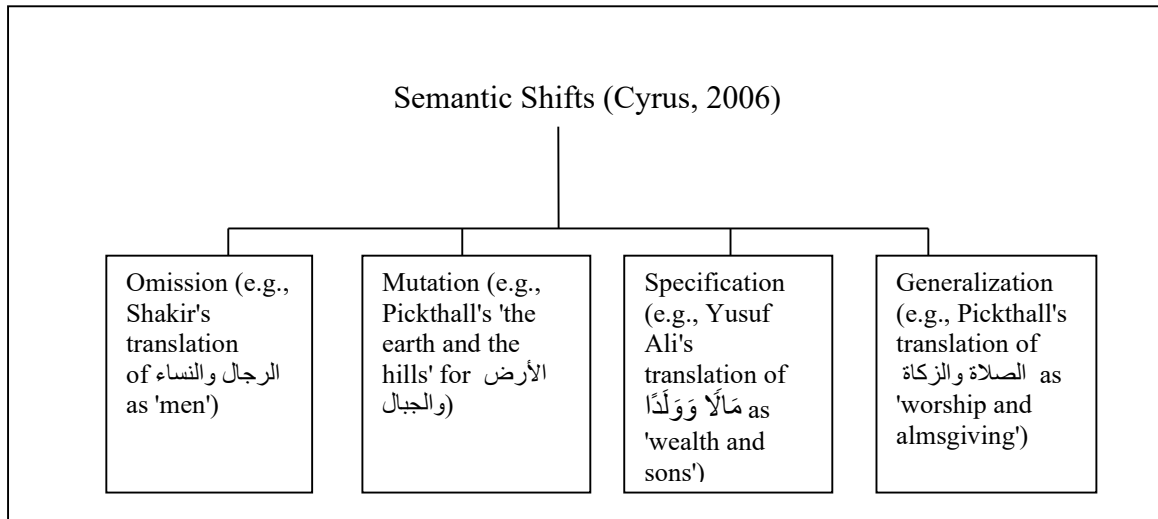 Semantic Shifts (Cyrus, 2006)
Omission (e.g.,
Shakir's
translation
of الرجال والنساء
as 'men')
Mutation (e.g.,
Pickthall's 'the
earth and the
hills' for الأرض
والجبال)
Specification
(e.g., Yusuf
Ali's
translation of
مَالًا وَوَلَدًا as
'wealth and
sons')
Generalization
(e.g., Pickthall's
translation of
الصلاة والزكاة as
'worship and
almsgiving')